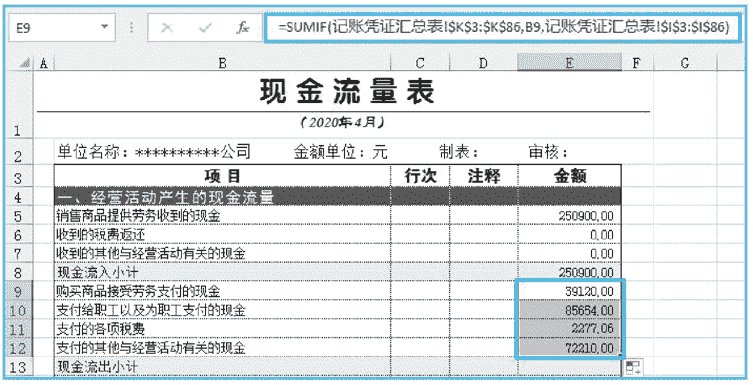 E9 fx =SUMIF(记账凭证汇总表!$K$3:$K$86,B9,记账凭证汇总表!$I$3:$I$86)
A B C D E F G
1 现金流量表
(2020年4月)
2 单位名称：**********公司 金额单位：元 制表： 审核：
3 项目 行次 注释 金额
4 一、经营活动产生的现金流量
5 销售商品提供劳务收到的现金 250900.00
6 收到的税费返还 0.00
7 收到的其他与经营活动有关的现金 0.00
8 现金流入小计 250900.00
9 购买商品接受劳务支付的现金 39120.00
10 支付给职工以及为职工支付的现金 85654.00
11 支付的各项税费 2277.06
12 支付的其他与经营活动有关的现金 72210.00
13 现金流出小计